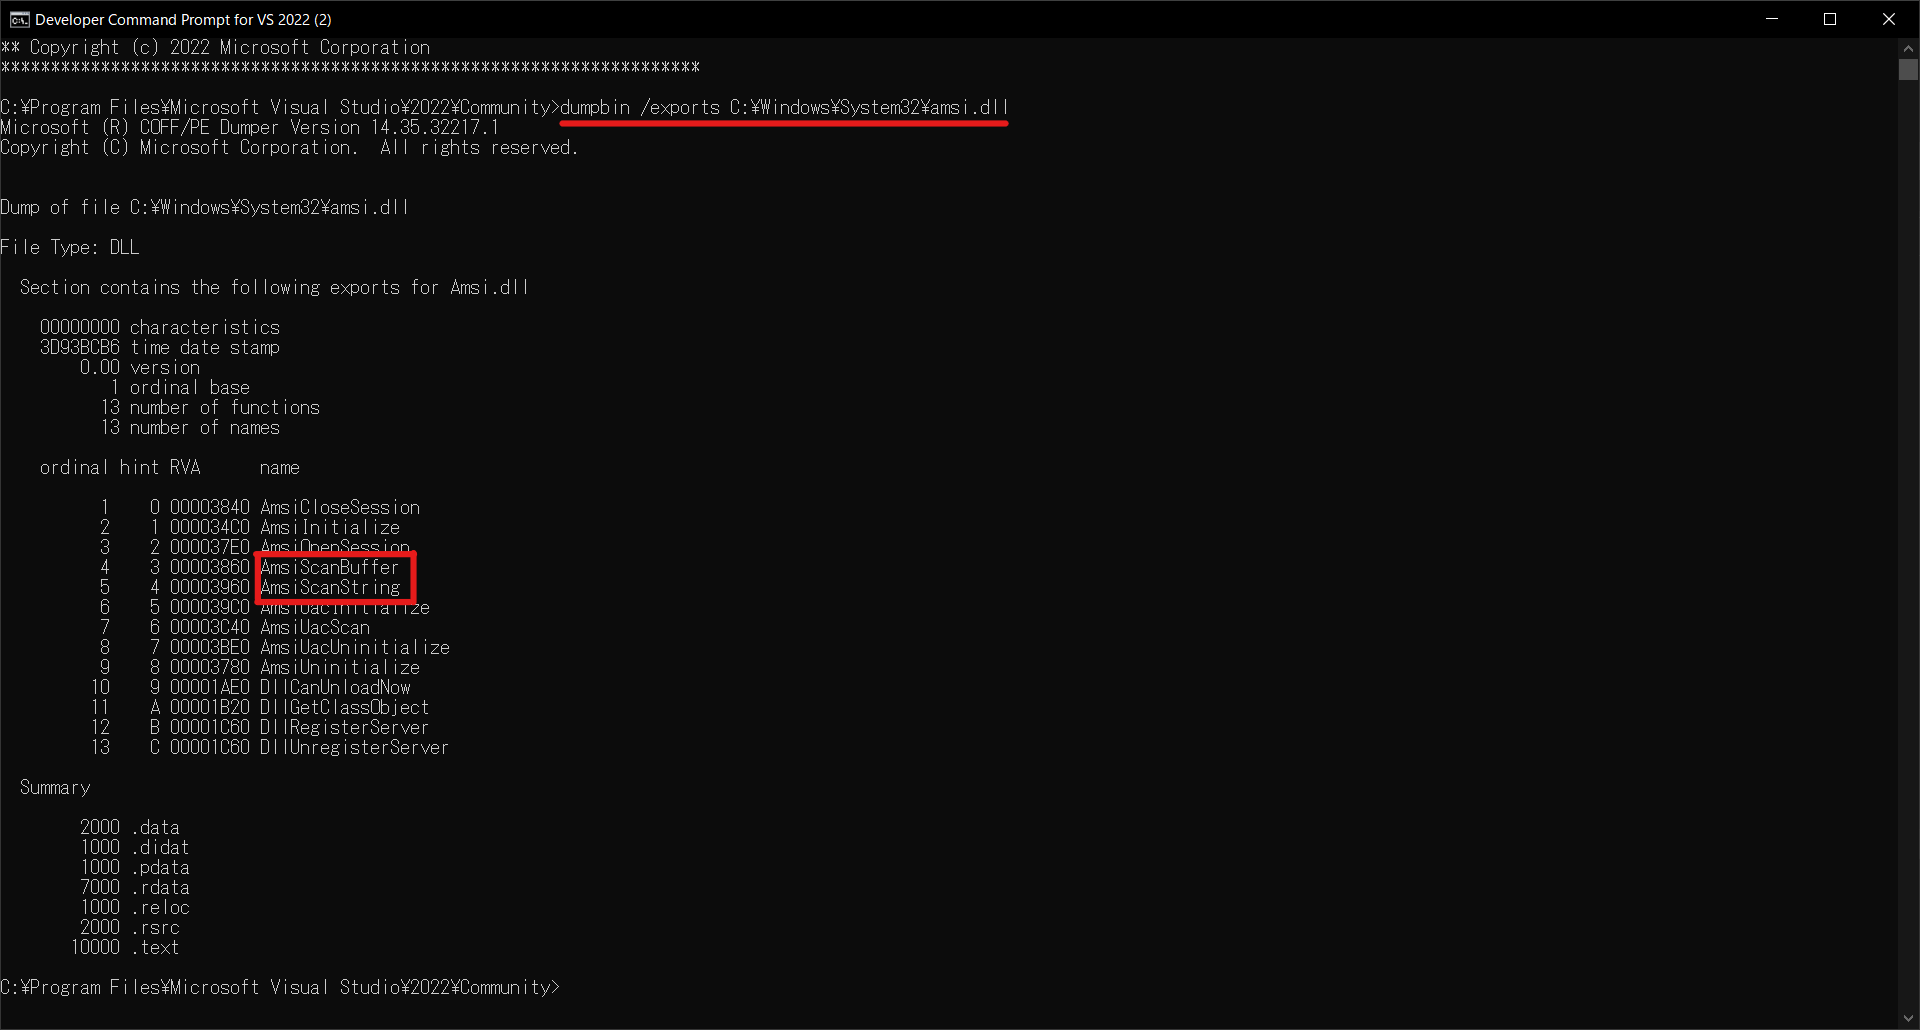 Developer Command Prompt for VS 2022 (2)
** Copyright (c) 2022 Microsoft Corporation
**********************************************************************
C:¥Program Files¥Microsoft Visual Studio¥2022¥Community>dumpbin /exports C:¥Windows¥System32¥amsi.dll
Microsoft (R) COFF/PE Dumper Version 14.35.32217.1
Copyright (C) Microsoft Corporation.  All rights reserved.
Dump of file C:¥Windows¥System32¥amsi.dll
File Type: DLL
Section contains the following exports for Amsi.dll
00000000 characteristics
3D93BCB6 time date stamp
0.00 version
1 ordinal base
13 number of functions
13 number of names
ordinal hint RVA      name
1    0 00003840 AmsiCloseSession
2    1 000034C0 AmsiInitialize
3    2 000037E0 AmsiOpenSession
4    3 00003860 AmsiScanBuffer
5    4 00003960 AmsiScanString
6    5 000039C0 AmsiUacInitialize
7    6 00003C40 AmsiUacScan
8    7 00003BE0 AmsiUacUninitialize
9    8 00003780 AmsiUninitialize
10    9 00001AE0 DllCanUnloadNow
11    A 00001B20 DllGetClassObject
12    B 00001C60 DllRegisterServer
13    C 00001C60 DllUnregisterServer
Summary
2000 .data
1000 .didat
1000 .pdata
7000 .rdata
1000 .reloc
2000 .rsrc
10000 .text
C:¥Program Files¥Microsoft Visual Studio¥2022¥Community>